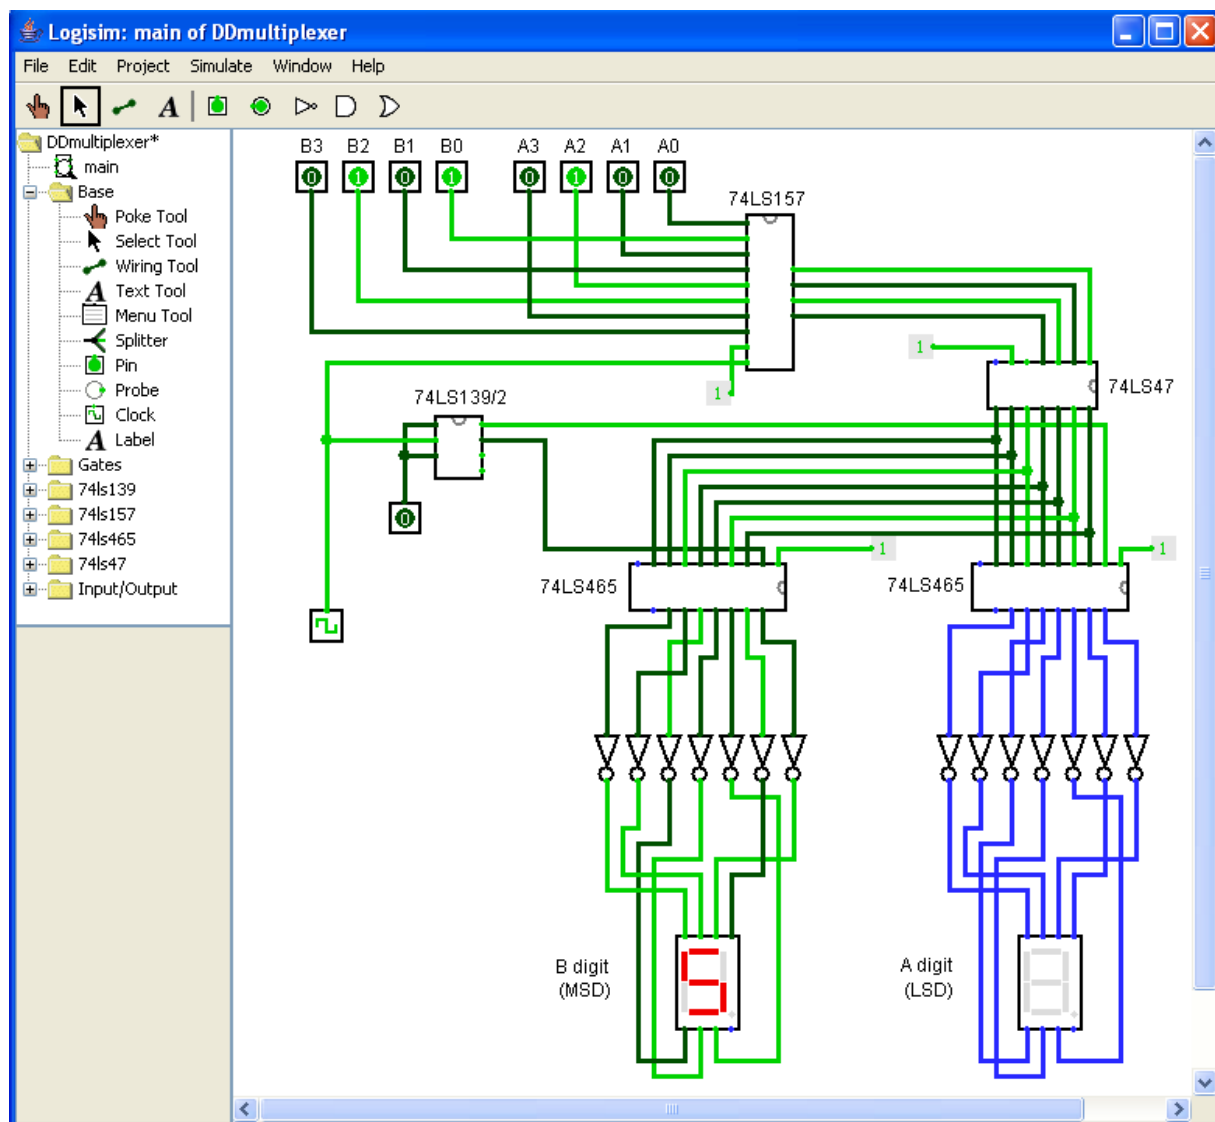 Logisim: main of DDmultiplexer
File Edit Project Simulate Window Help
A
DDmultiplexer*
main
Base
Poke Tool
Select Tool
Wiring Tool
A Text Tool
Menu Tool
Splitter
Pin
Probe
Clock
A Label
Gates
74ls139
74ls157
74ls465
74ls47
Input/Output
B3 B2 B1 B0 A3 A2 A1 A0
0 1 0 1 0 1 0 0
74LS157
1
74LS47
1
74LS139/2
0
1
1
74LS465
74LS465
B digit
(MSD)
5
A digit
(LSD)